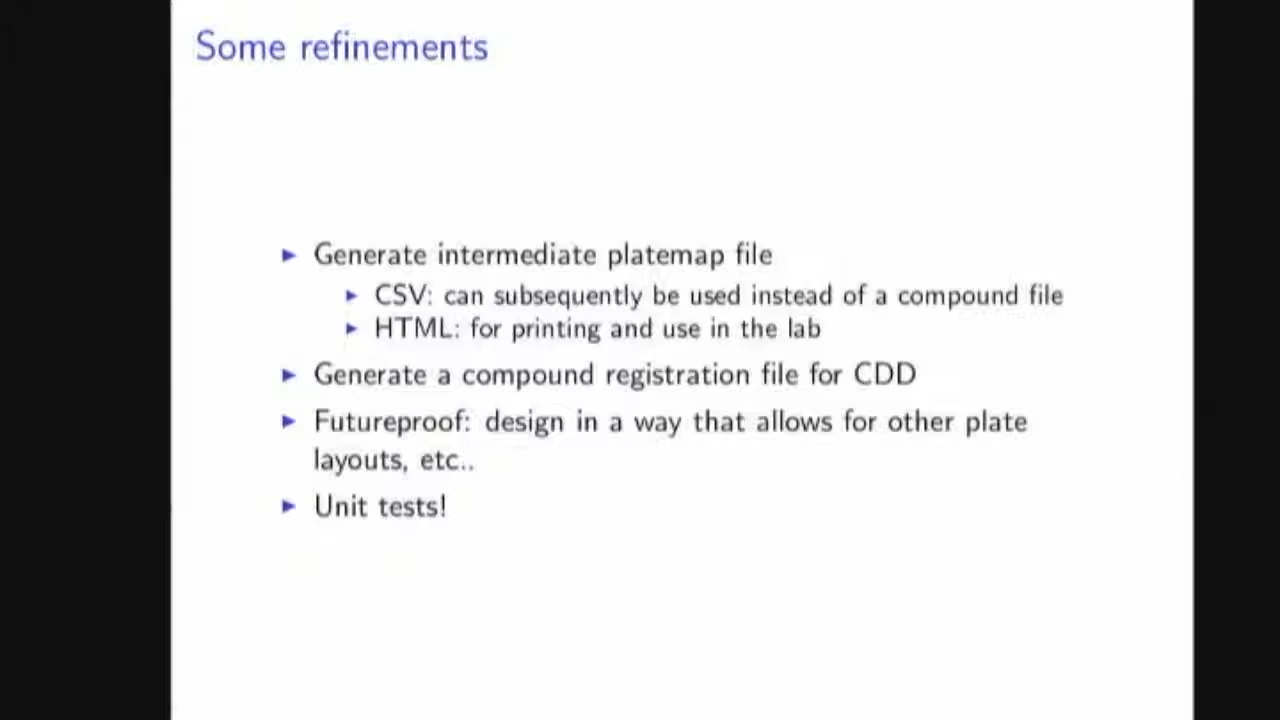 Some refinements
▶ Generate intermediate platemap file
▶ CSV: can subsequently be used instead of a compound file
▶ HTML: for printing and use in the lab
▶ Generate a compound registration file for CDD
▶ Futureproof: design in a way that allows for other plate
layouts, etc..
▶ Unit tests!